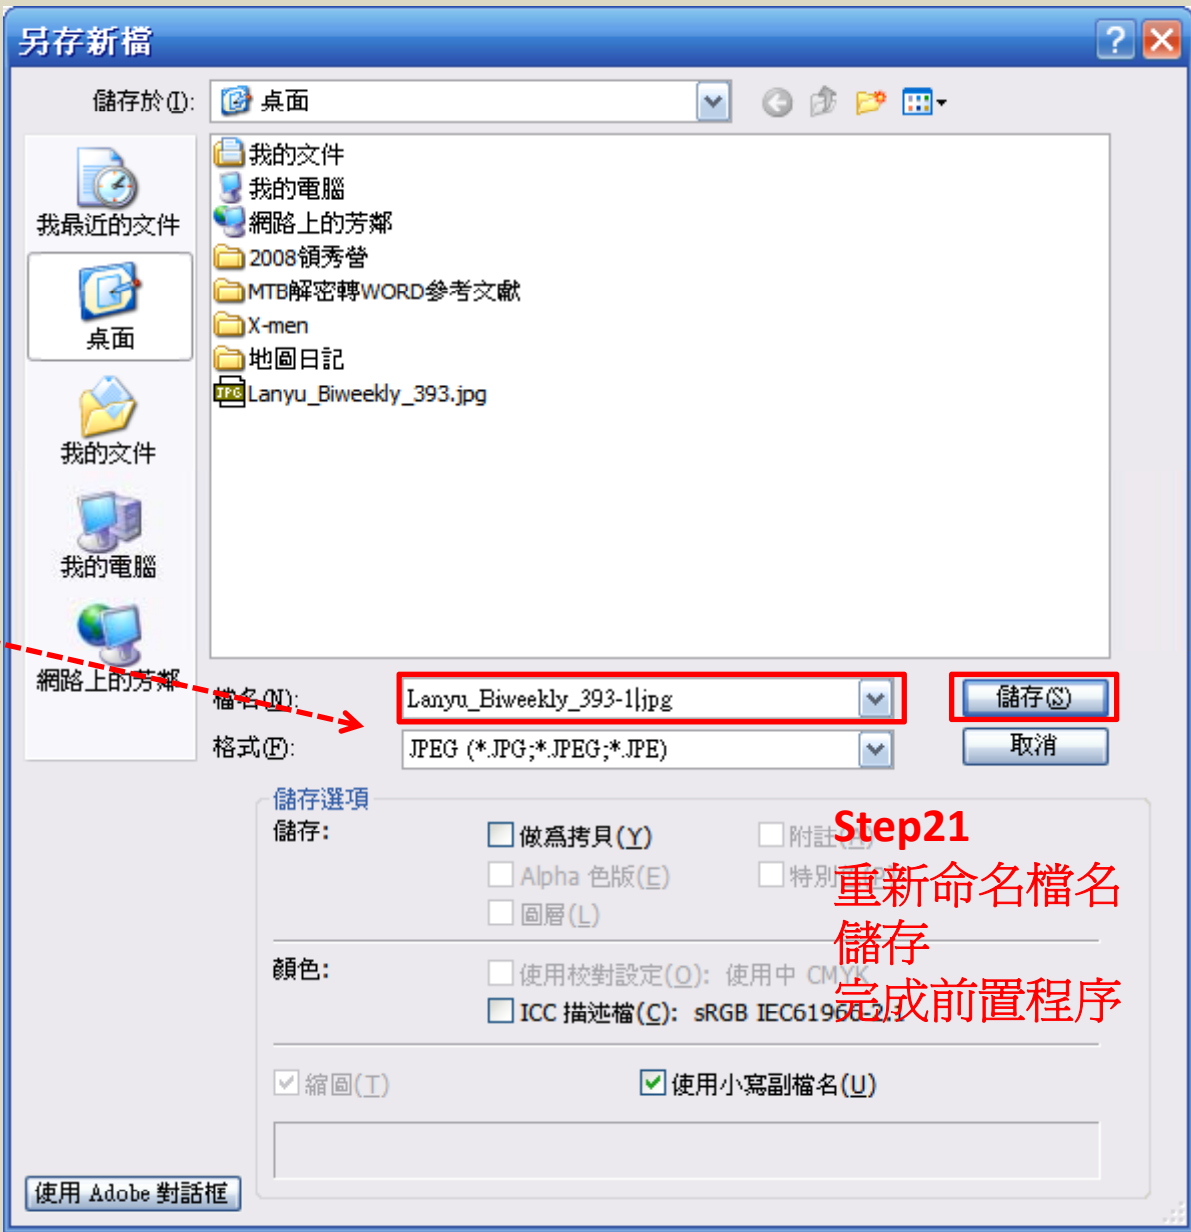 另存新檔
儲存於(I):
桌面
我最近的文件
桌面
我的文件
我的電腦
網路上的芳鄰
我的文件
我的電腦
網路上的芳鄰
2008領秀營
MTB解密轉WORD參考文獻
X-men
地圖日記
JPG
Lanyu_Biweekly_393.jpg
檔名(N):
Lanyu_Biweekly_393-1.jpg
儲存(S)
格式(F):
JPEG (*.JPG;*.JPEG;*.JPE)
取消
儲存選項
儲存:
做為拷貝(Y)
附註(A)
Alpha 色版(E)
特別色(P)
圖層(L)
顏色:
使用校對設定(O): 使用中 CMYK
ICC 描述檔(C): sRGB IEC61966-2.1
縮圖(T)
使用小寫副檔名(U)
使用 Adobe 對話框
Step21
重新命名檔名
儲存
完成前置程序